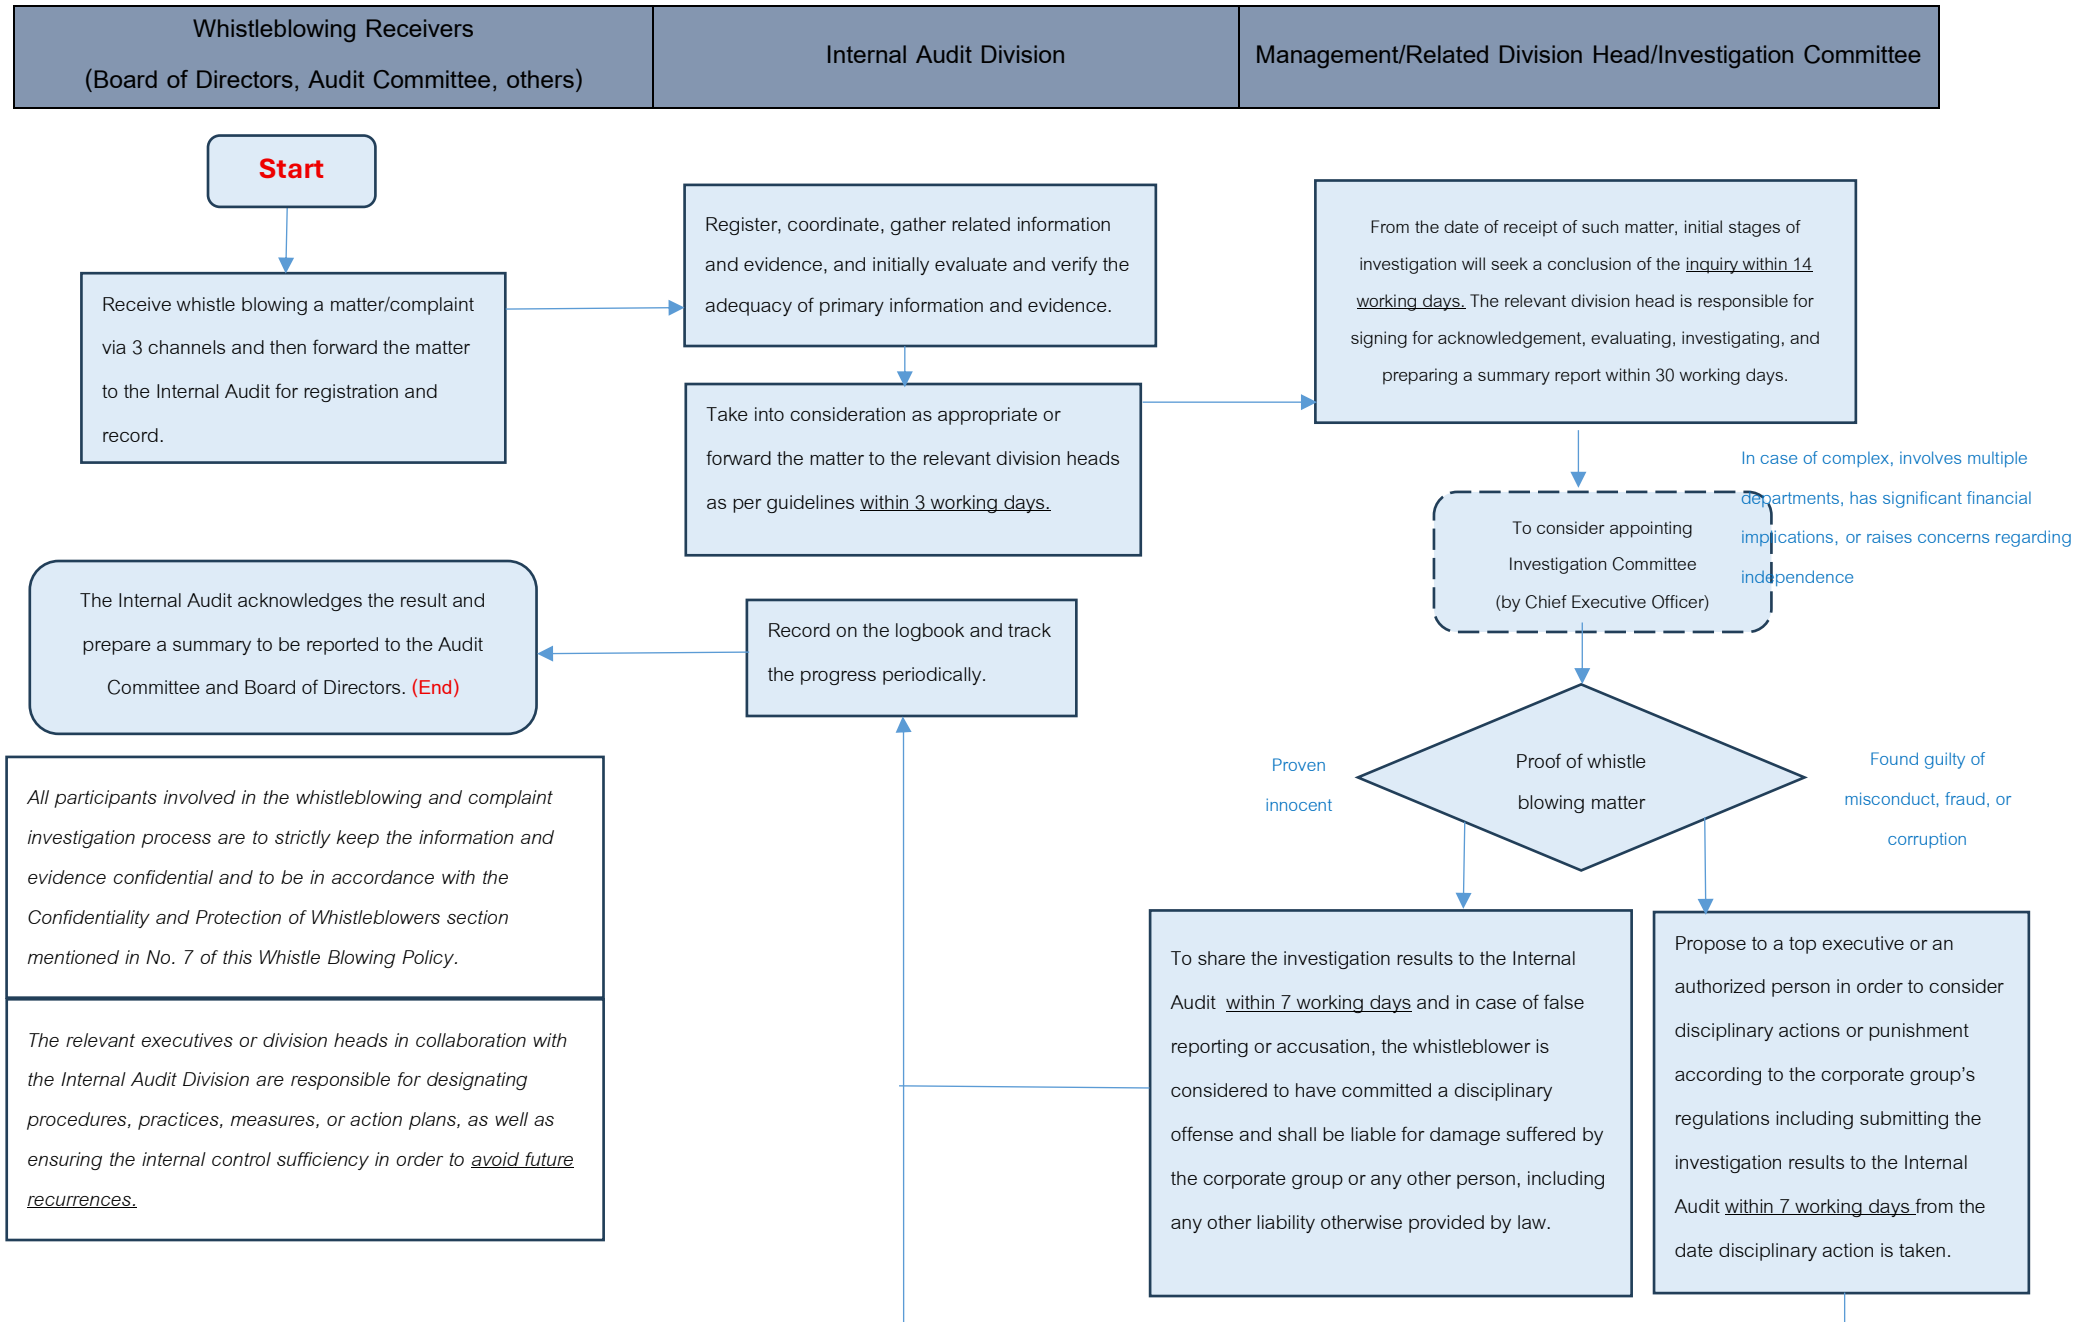 Whistleblowing Receivers
(Board of Directors, Audit Committee, others)
Internal Audit Division
Management/Related Division Head/Investigation Committee
Start
Receive whistle blowing a matter/complaint
via 3 channels and then forward the matter
to the Internal Audit for registration and
record.
Register, coordinate, gather related information
and evidence, and initially evaluate and verify the
adequacy of primary information and evidence.
Take into consideration as appropriate or
forward the matter to the relevant division heads
as per guidelines within 3 working days.
From the date of receipt of such matter, initial stages of
investigation will seek a conclusion of the inquiry within 14
working days. The relevant division head is responsible for
signing for acknowledgement, evaluating, investigating, and
preparing a summary report within 30 working days.
In case of complex, involves multiple
departments, has significant financial
implications, or raises concerns regarding
independence
To consider appointing
Investigation Committee
(by Chief Executive Officer)
Proof of whistle
blowing matter
Proven
innocent
Found guilty of
misconduct, fraud, or
corruption
To share the investigation results to the Internal
Audit within 7 working days and in case of false
reporting or accusation, the whistleblower is
considered to have committed a disciplinary
offense and shall be liable for damage suffered by
the corporate group or any other person, including
any other liability otherwise provided by law.
Propose to a top executive or an
authorized person in order to consider
disciplinary actions or punishment
according to the corporate group’s
regulations including submitting the
investigation results to the Internal
Audit within 7 working days from the
date disciplinary action is taken.
Record on the logbook and track
the progress periodically.
The Internal Audit acknowledges the result and
prepare a summary to be reported to the Audit
Committee and Board of Directors. (End)
All participants involved in the whistleblowing and complaint
investigation process are to strictly keep the information and
evidence confidential and to be in accordance with the
Confidentiality and Protection of Whistleblowers section
mentioned in No. 7 of this Whistle Blowing Policy.
The relevant executives or division heads in collaboration with
the Internal Audit Division are responsible for designating
procedures, practices, measures, or action plans, as well as
ensuring the internal control sufficiency in order to avoid future
recurrences.